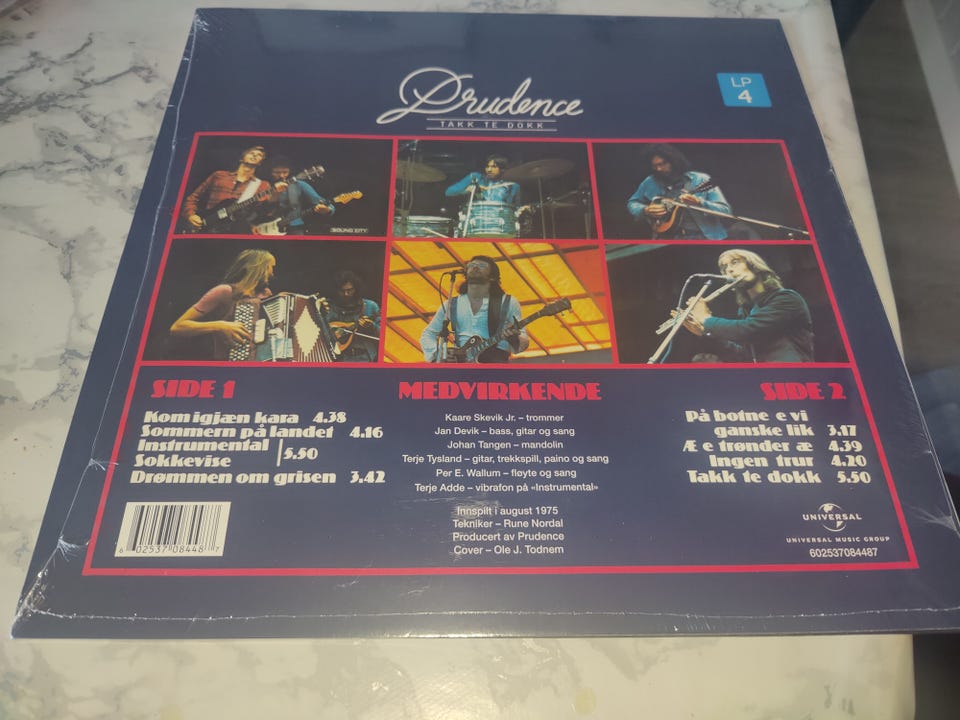 Prudence
TAKK TE DOKK
LP
4
SOUND CITY
SIDE 1
Kom igjæn kara 4.38
Sommern på landet 4.16
Instrumental
Sokkevise 5.50
Drømmen om grisen 3.42
MEDVIRKENDE
Kaare Skevik Jr. – trommer
Jan Devik – bass, gitar og sang
Johan Tangen – mandolin
Terje Tysland – gitar, trekkspill, paino og sang
Per E. Wallum – fløyte og sang
Terje Adde – vibrafon på «Instrumental»
Innspilt i august 1975
Tekniker – Rune Nordal
Producert av Prudence
Cover – Ole J. Todnem
SIDE 2
På botne e vi
ganske lik 3.17
Æ e trønder æ 4.39
Ingen trur 4.20
Takk te dokk 5.50
6 02537 08448 7
UNIVERSAL
UNIVERSAL MUSIC GROUP
602537084487